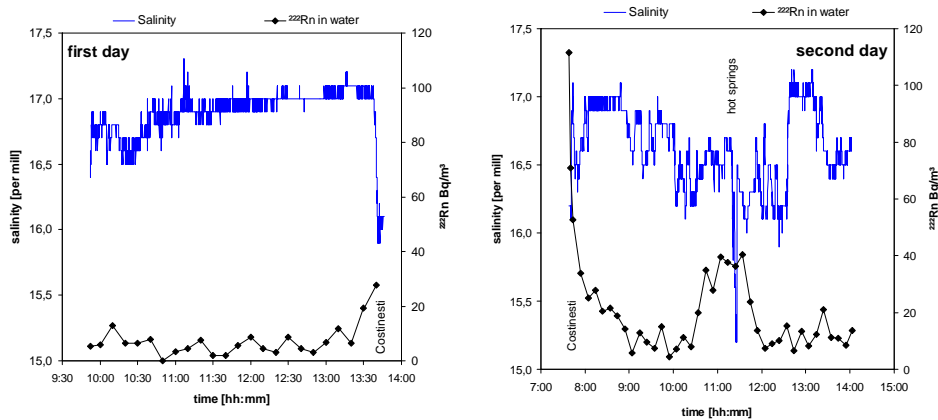 Salinity
²²²Rn in water
first day
17,5
17,0
16,5
16,0
15,5
15,0
salinity [per mill]
120
100
80
60
40
20
0
²²²Rn Bq/m³
Costinesti
9:30 10:00 10:30 11:00 11:30 12:00 12:30 13:00 13:30 14:00
time [hh:mm]
Salinity
²²²Rn in water
second day
17,5
17,0
16,5
16,0
15,5
15,0
salinity [per mill]
120
100
80
60
40
20
0
²²²Rn Bq/m³
hot springs
Costinesti
7:00 8:00 9:00 10:00 11:00 12:00 13:00 14:00 15:00
time [hh:mm]